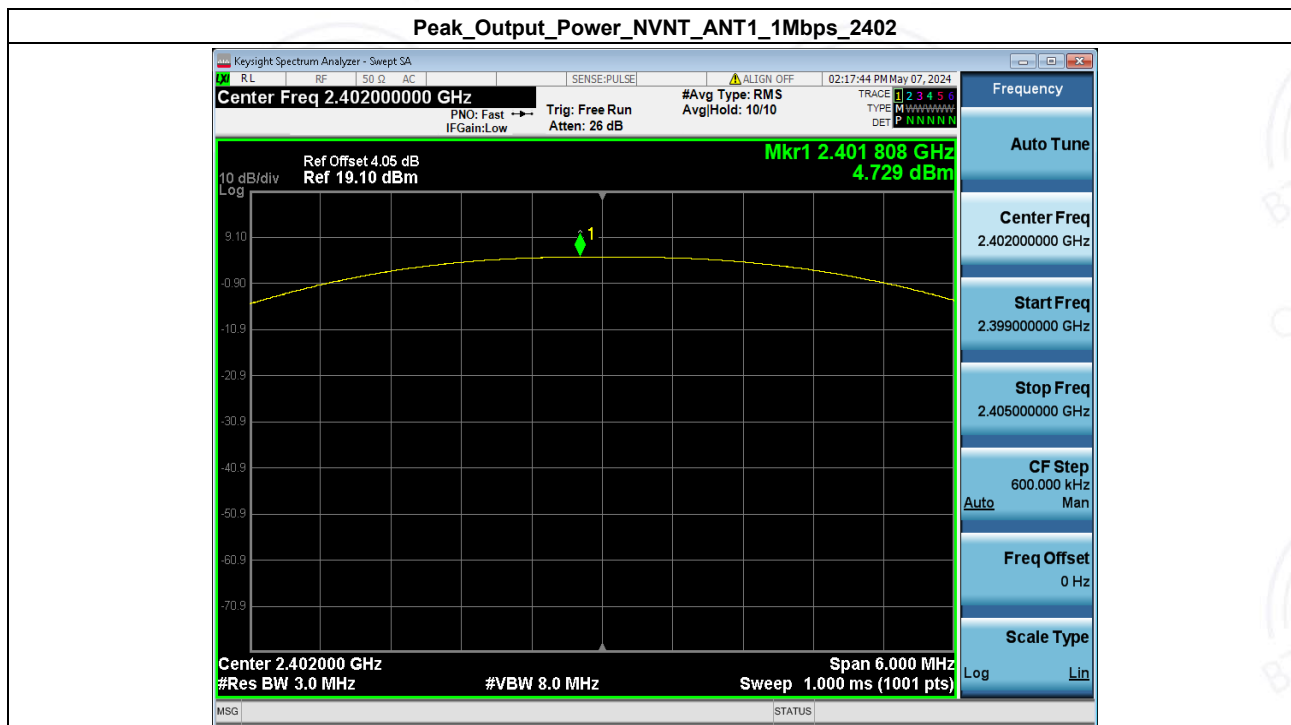 Peak_Output_Power_NVNT_ANT1_1Mbps_2402
Keysight Spectrum Analyzer - Swept SA
LXI RL RF 50 Ω AC SENSE:PULSE ALIGN OFF 02:17:44 PM May 07, 2024
Center Freq 2.402000000 GHz
PNO: Fast
IFGain:Low
Trig: Free Run
Atten: 26 dB
#Avg Type: RMS
Avg|Hold: 10/10
TRACE 1 2 3 4 5 6
TYPE M WWWWW
DET P N N N N N
Ref Offset 4.05 dB
10 dB/div Ref 19.10 dBm
Log
Mkr1 2.401 808 GHz
4.729 dBm
1
9.10
-0.90
-10.9
-20.9
-30.9
-40.9
-50.9
-60.9
-70.9
Center 2.402000 GHz Span 6.000 MHz
#Res BW 3.0 MHz #VBW 8.0 MHz Sweep 1.000 ms (1001 pts)
MSG STATUS
Frequency
Auto Tune
Center Freq
2.402000000 GHz
Start Freq
2.399000000 GHz
Stop Freq
2.405000000 GHz
CF Step
600.000 kHz
Auto Man
Freq Offset
0 Hz
Scale Type
Log Lin